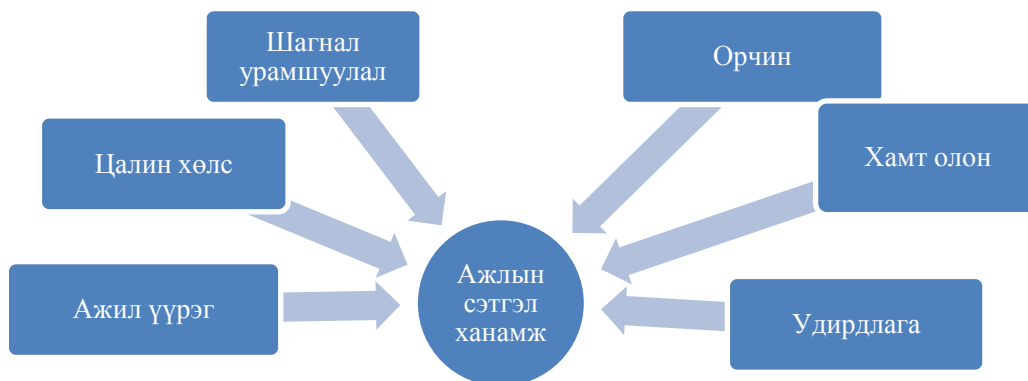 Шагнал
урамшуулал
Орчин
Цалин хөлс
Хамт олон
Ажил үүрэг
Ажлын
сэтгэл
ханамж
Удирдлага